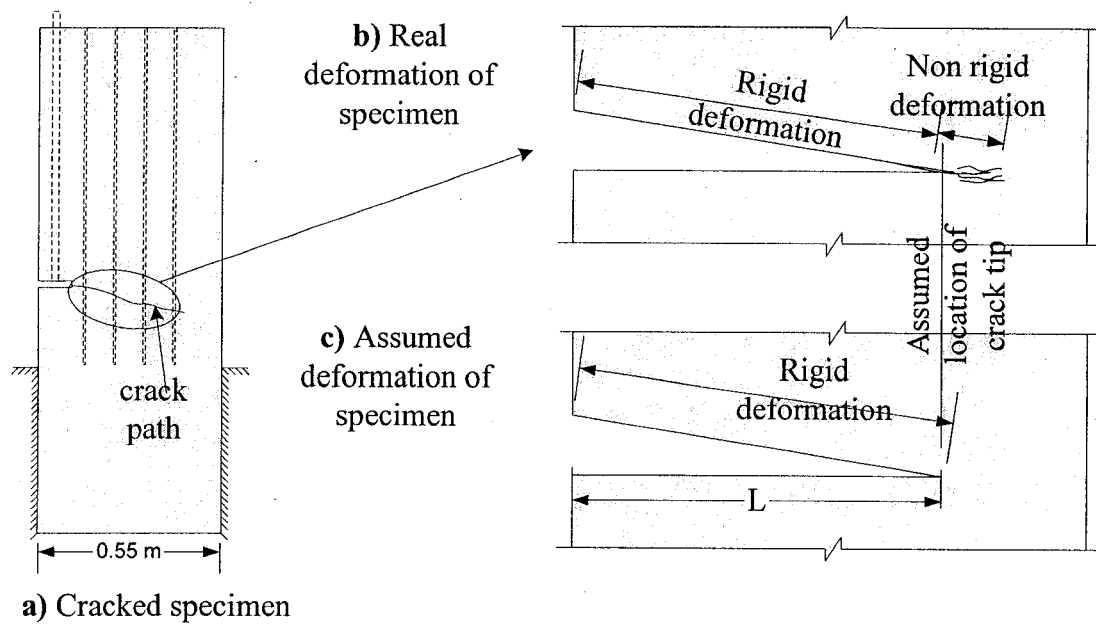 b) Real
deformation of
specimen
Rigid
deformation
Non rigid
deformation
Assumed
location of
crack tip
crack
path
c) Assumed
deformation of
specimen
Rigid
deformation
L
0.55 m
a) Cracked specimen